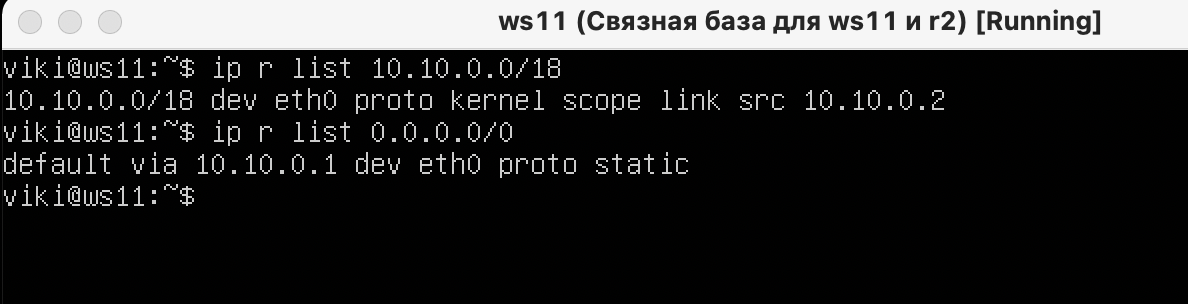 ws11 (Связная база для ws11 и r2) [Running]
viki@ws11:~$ ip r list 10.10.0.0/18
10.10.0.0/18 dev eth0 proto kernel scope link src 10.10.0.2
viki@ws11:~$ ip r list 0.0.0.0/0
default via 10.10.0.1 dev eth0 proto static
viki@ws11:~$